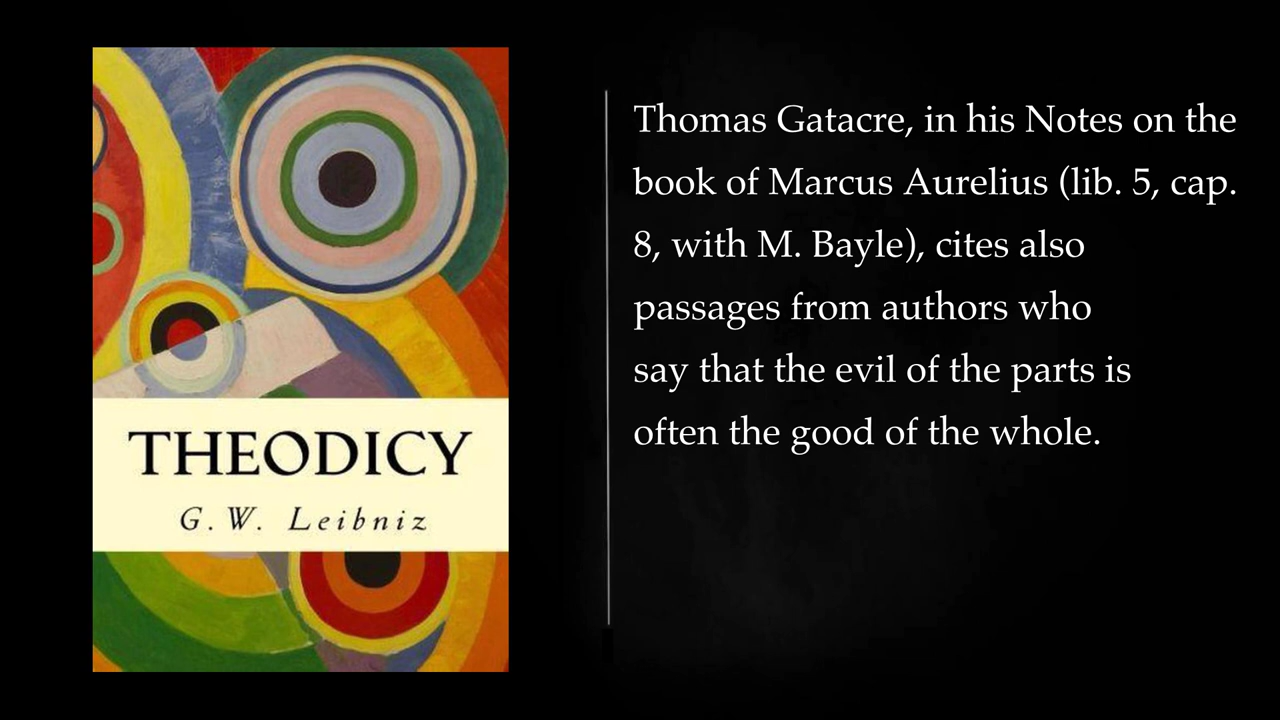 THEODICY
G. W. Leibniz
Thomas Gatacre, in his Notes on the
book of Marcus Aurelius (lib. 5, cap.
8, with M. Bayle), cites also
passages from authors who
say that the evil of the parts is
often the good of the whole.